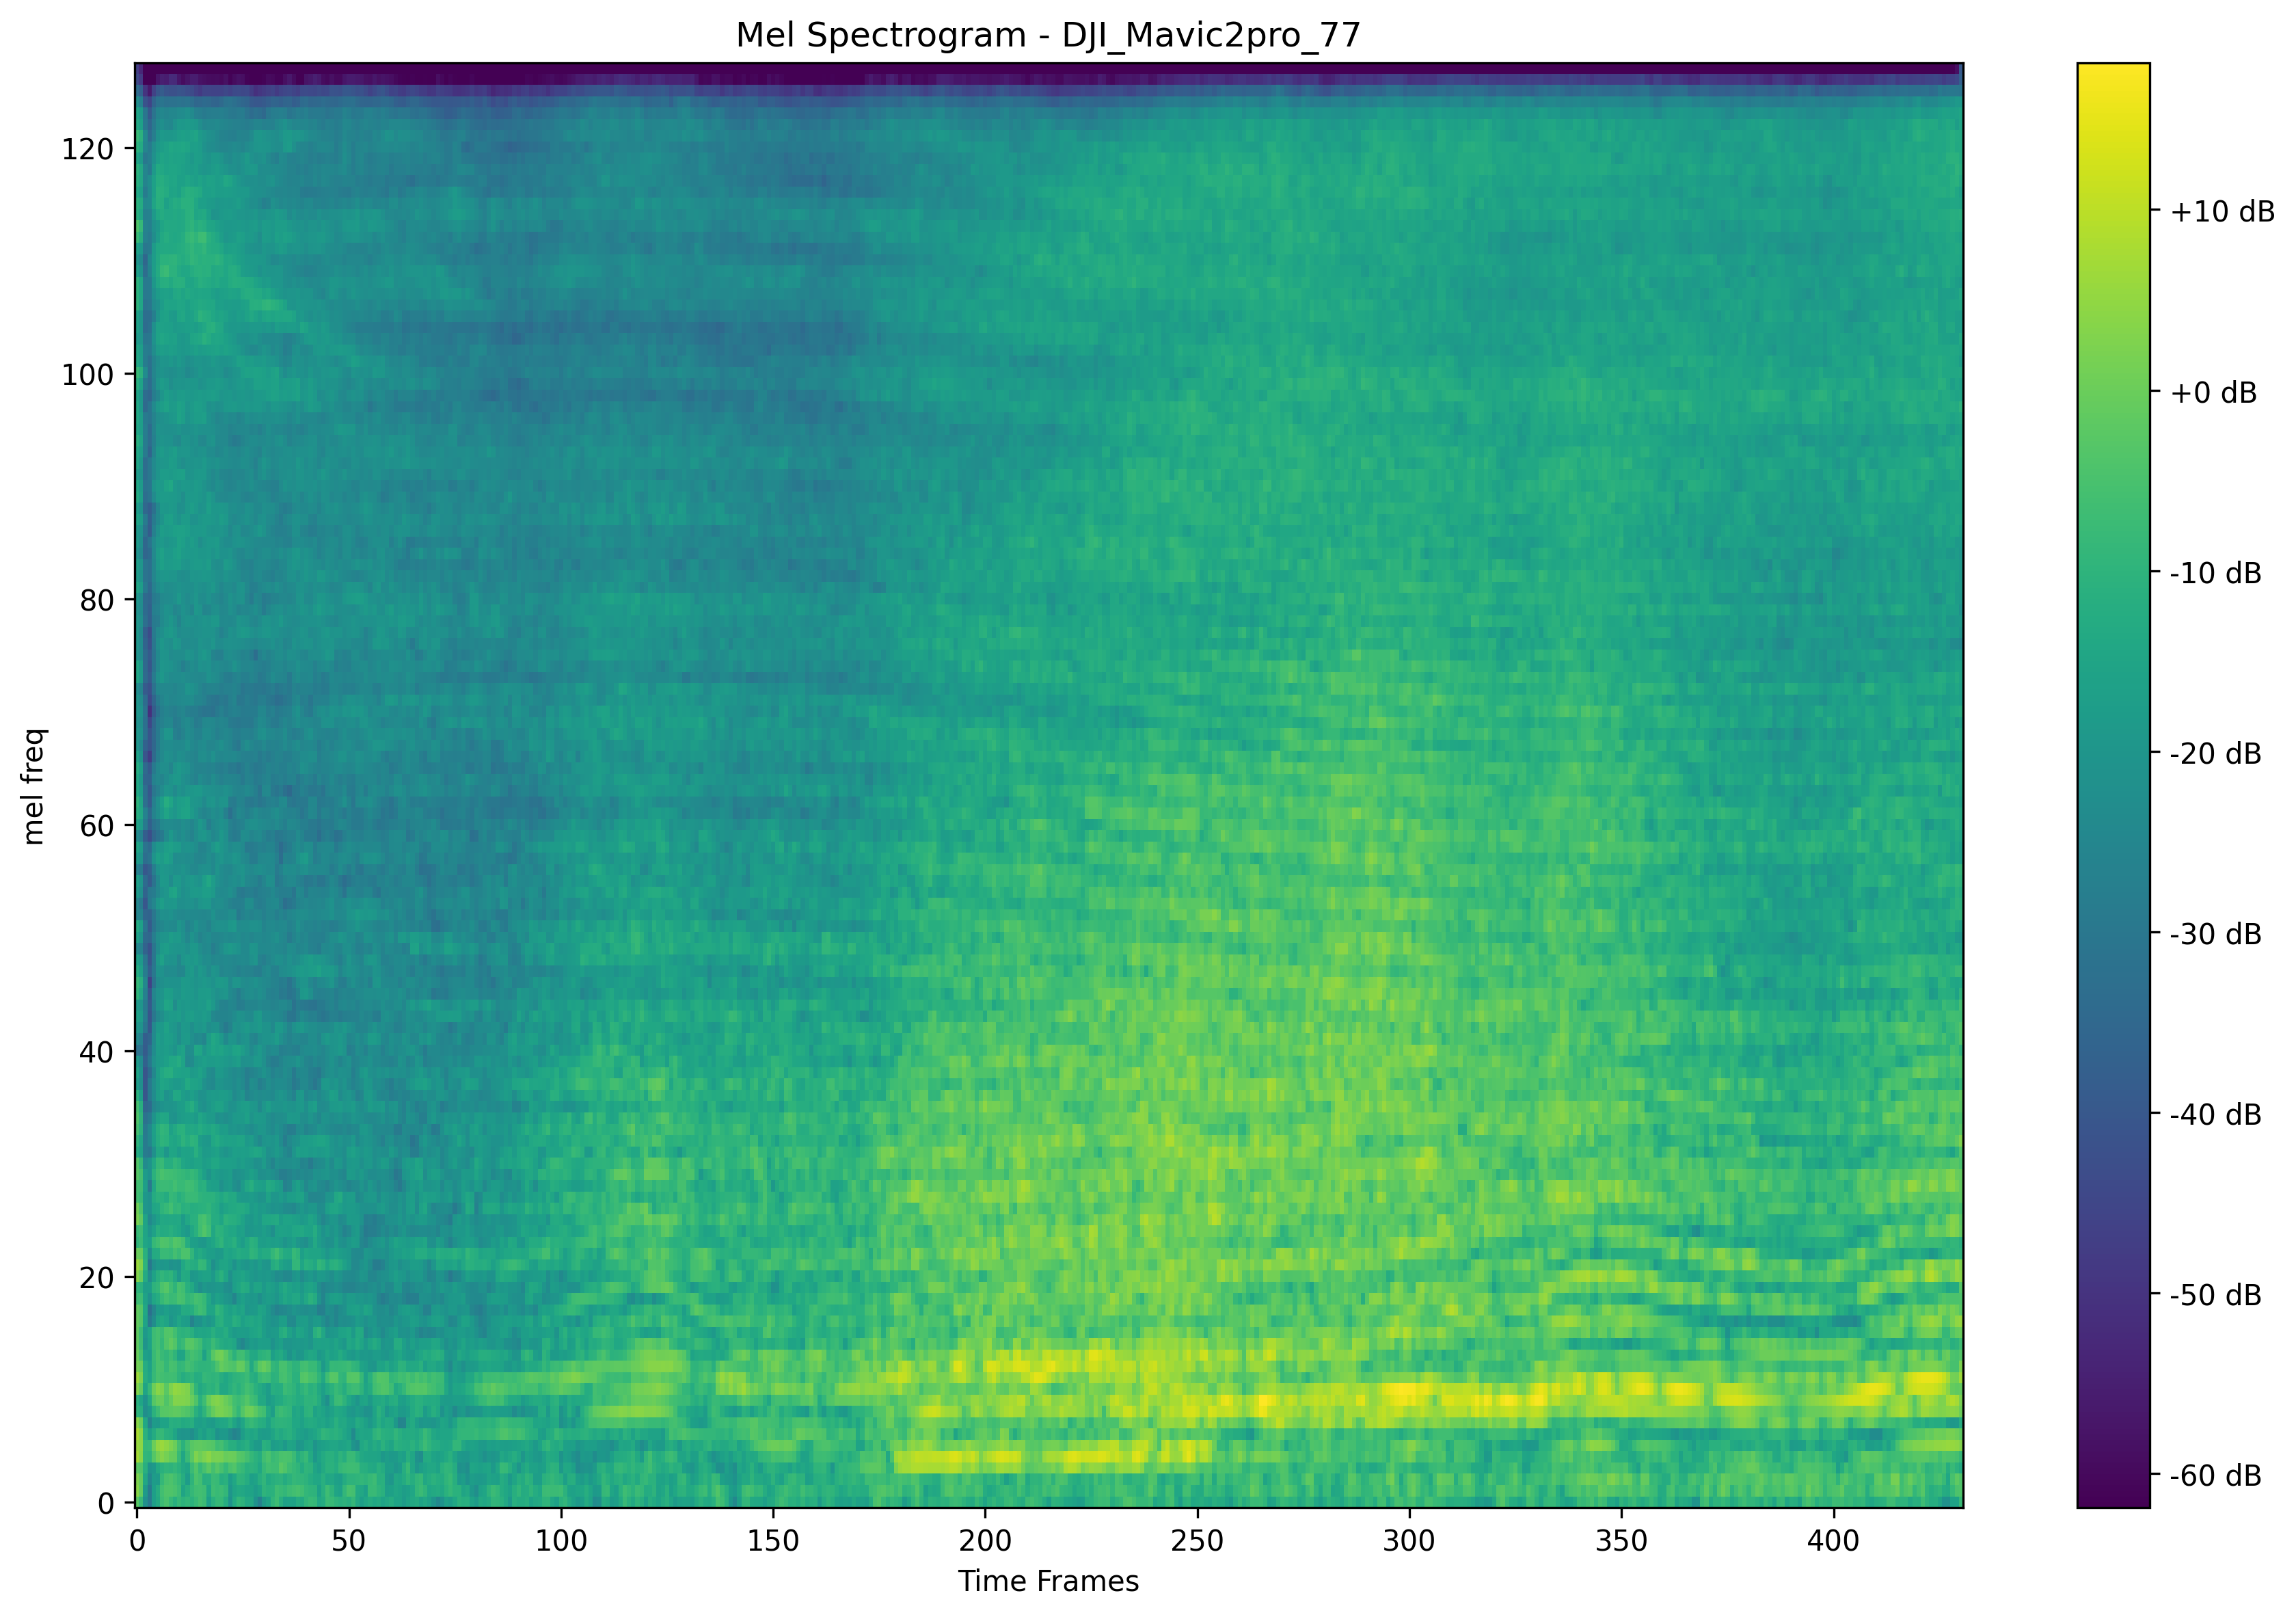 Mel Spectrogram - DJI_Mavic2pro_77
mel freq
120
100
80
60
40
20
0
0 50 100 150 200 250 300 350 400
Time Frames
+10 dB
+0 dB
-10 dB
-20 dB
-30 dB
-40 dB
-50 dB
-60 dB